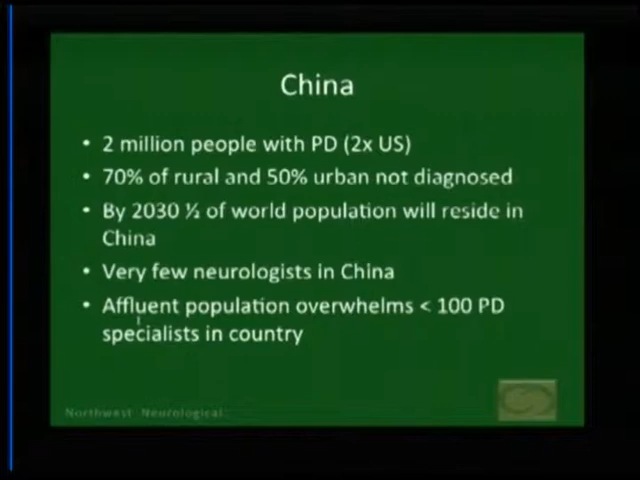 China
• 2 million people with PD (2x US)
• 70% of rural and 50% urban not diagnosed
• By 2030 ½ of world population will reside in
China
• Very few neurologists in China
• Affluent population overwhelms < 100 PD
specialists in country
Northwest Neurological